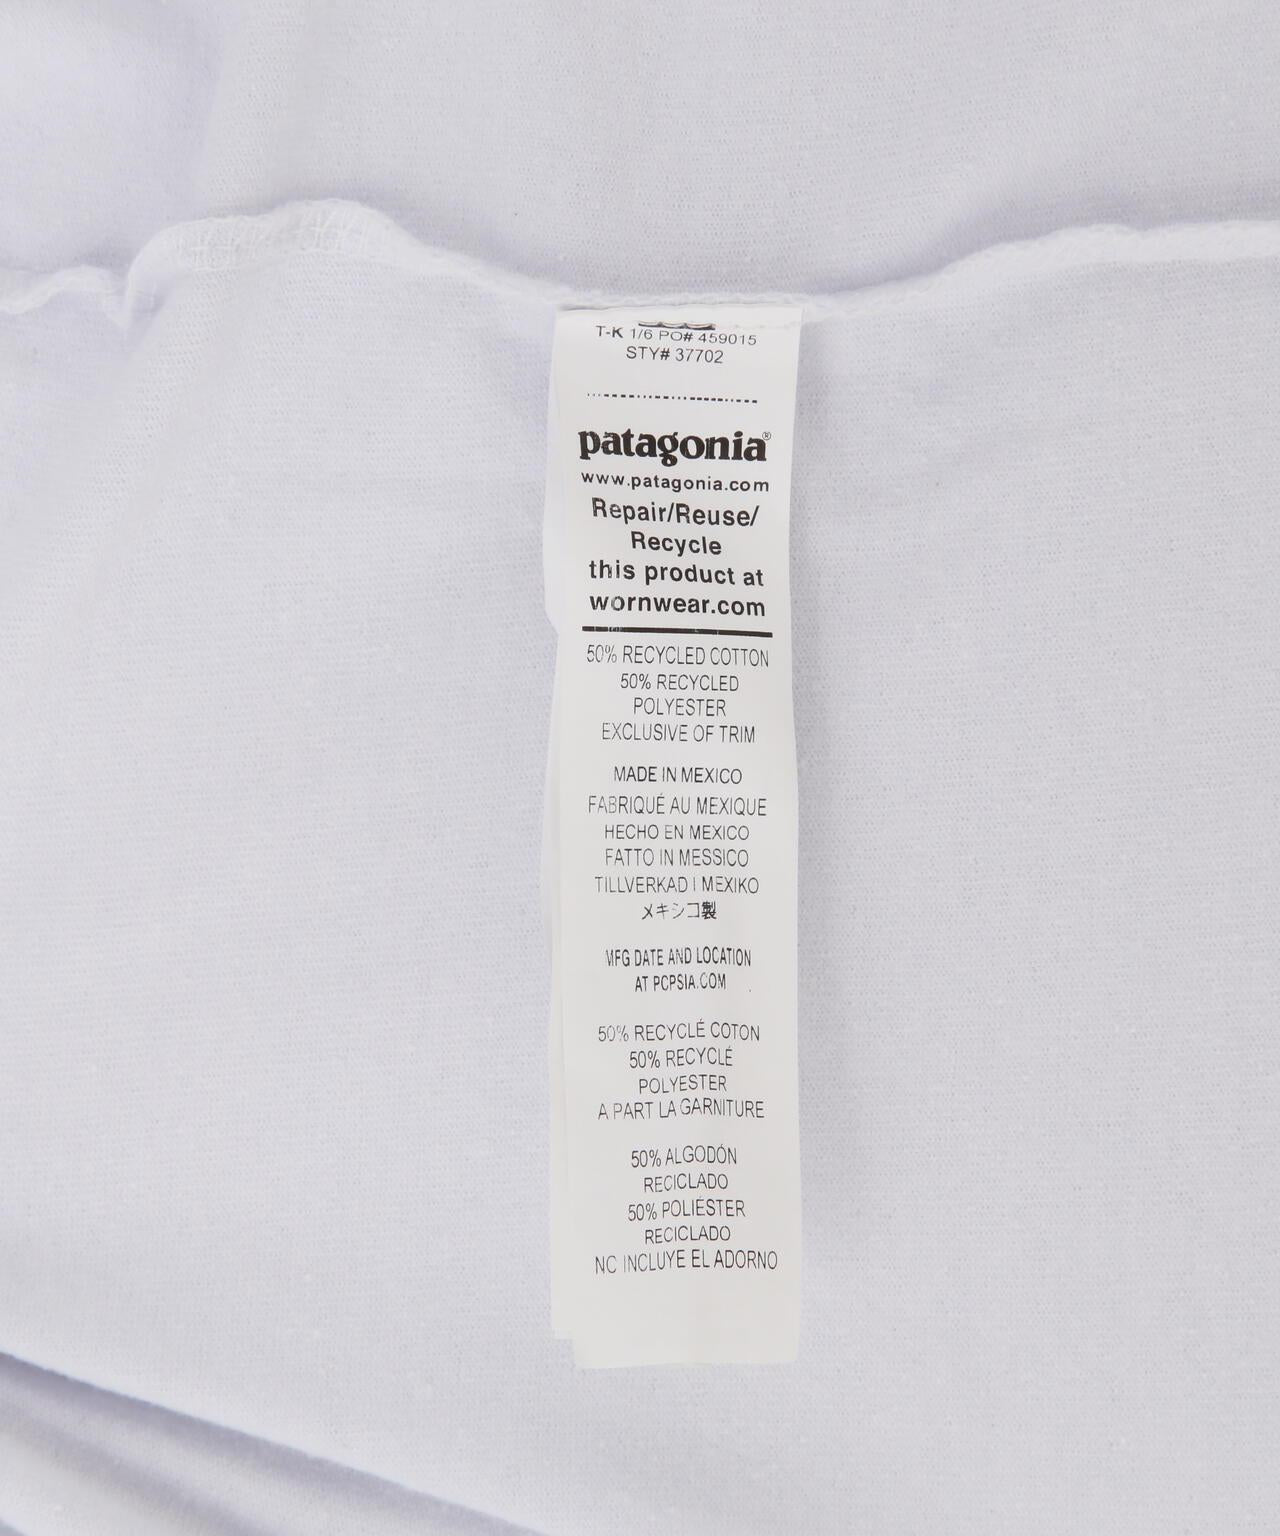 T-K 1/6 PO# 459015
STY# 37702
patagonia®
www.patagonia.com
Repair/Reuse/
Recycle
this product at
wornwear.com
50% RECYCLED COTTON
50% RECYCLED
POLYESTER
EXCLUSIVE OF TRIM
MADE IN MEXICO
FABRIQUÉ AU MEXIQUE
HECHO EN MEXICO
FATTO IN MESSICO
TILLVERKAD I MEXIKO
メキシコ製
MFG DATE AND LOCATION
AT PCPSIA.COM
50% RECYCLÉ COTON
50% RECYCLÉ
POLYESTER
A PART LA GARNITURE
50% ALGODÓN
RECICLADO
50% POLIÉSTER
RECICLADO
NC INCLUYE EL ADORNO